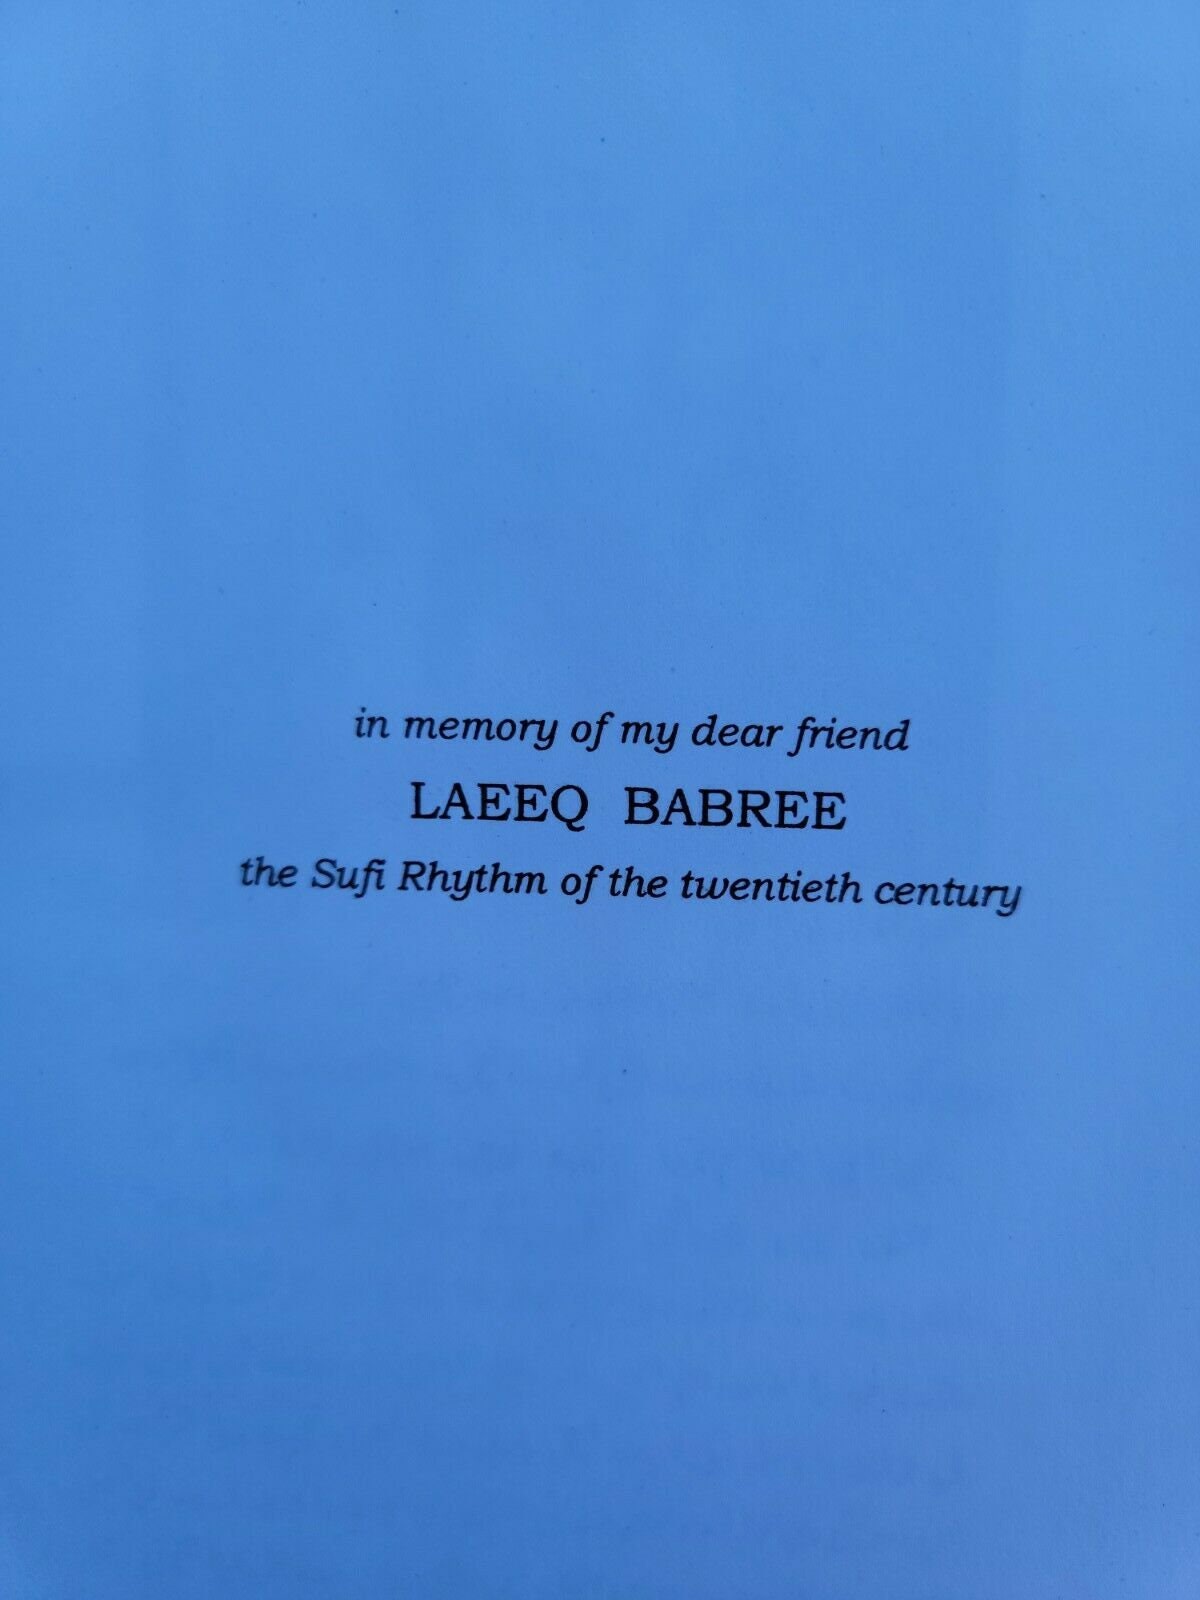 in memory of my dear friend
LAEEQ BABREE
the Sufi Rhythm of the twentieth century